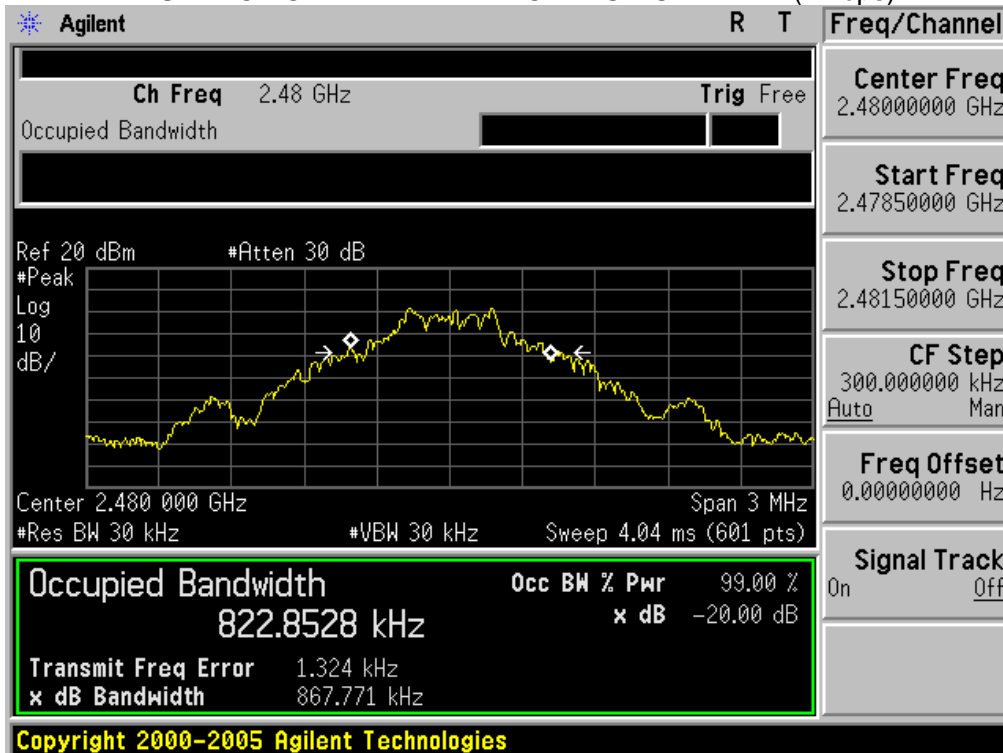 Agilent R T
Ch Freq 2.48 GHz Trig Free
Occupied Bandwidth
Ref 20 dBm #Atten 30 dB
#Peak
Log
10
dB/
Center 2.480 000 GHz Span 3 MHz
#Res BW 30 kHz #VBW 30 kHz Sweep 4.04 ms (601 pts)
Occupied Bandwidth Occ BW % Pwr 99.00 %
822.8528 kHz x dB -20.00 dB
Transmit Freq Error 1.324 kHz
x dB Bandwidth 867.771 kHz
Copyright 2000-2005 Agilent Technologies
Freq/Channel
Center Freq
2.48000000 GHz
Start Freq
2.47850000 GHz
Stop Freq
2.48150000 GHz
CF Step
300.000000 kHz
Auto Man
Freq Offset
0.00000000 Hz
Signal Track
On Off